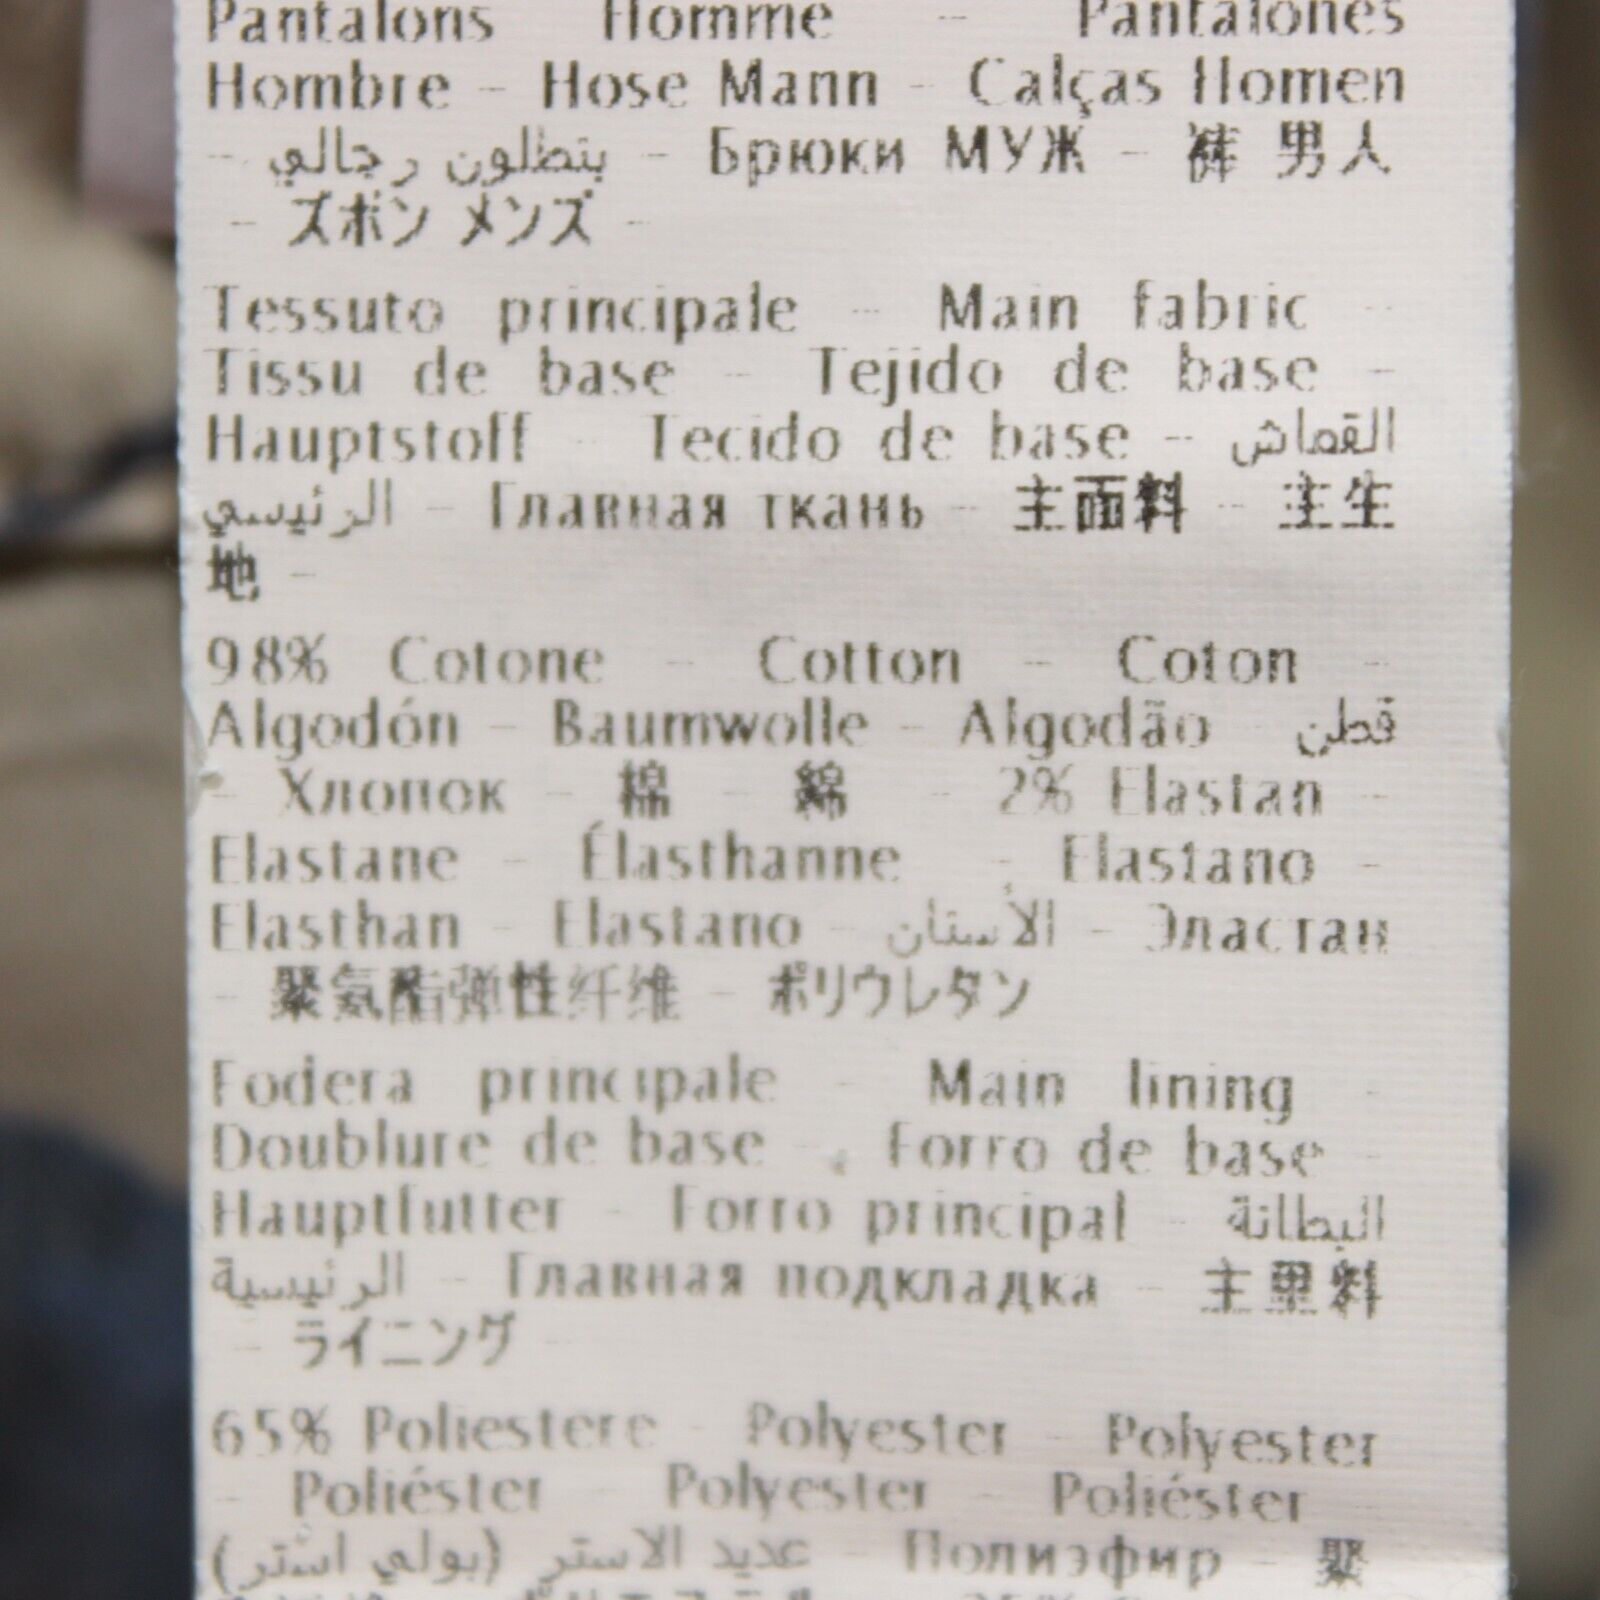 Pantalons Homme - Pantalones
Hombre - Hose Mann - Calças Homen
- بنطلون رجالي - Брюки МУЖ - 裤 男人
- ズボン メンズ -
Tessuto principale - Main fabric -
Tissu de base - Tejido de base -
Hauptstoff - Tecido de base - القماش
الرئيسي - Главная ткань - 主面料 - 主生
地 -
98% Cotone - Cotton - Coton -
Algodón - Baumwolle - Algodão - قطن
- Хлопок - 棉 - 綿 - 2% Elastan -
Elastane - Élasthanne - Elastano -
Elasthan - Elastano - الأستان - Эластан
- 聚氨酯弹性纤维 - ポリウレタン
Fodera principale - Main lining -
Doublure de base - Forro de base -
Hauptfutter - Forro principal - البطانة
الرئيسية - Главная подкладка - 主里料
- ライニング -
65% Poliestere - Polyester - Polyester
- Poliéster - Polyester - Poliéster
عديد الاستر (بولي استر) - Полиэфир - 聚